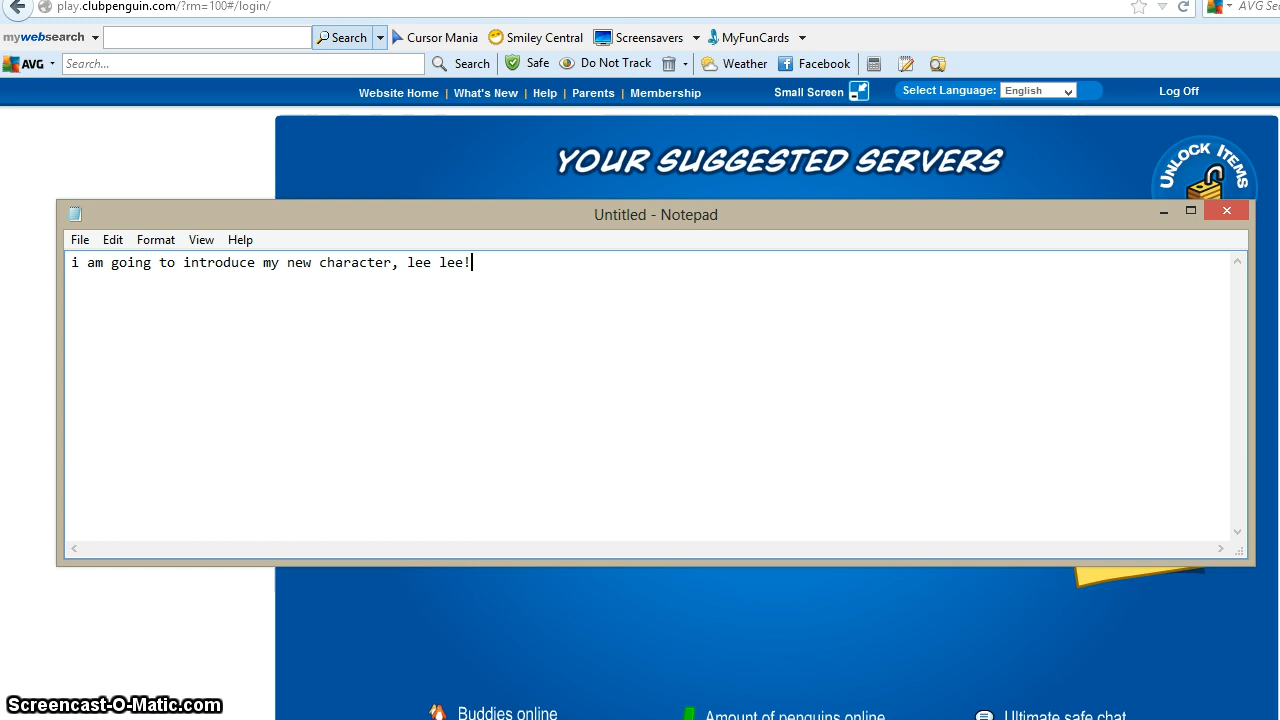 play.clubpenguin.com/?rm=100#/login/
AVG Se
mywebsearch Search Cursor Mania Smiley Central Screensavers MyFunCards
AVG Search... Search Safe Do Not Track Weather Facebook
Website Home | What's New | Help | Parents | Membership Small Screen Select Language: English Log Off
YOUR SUGGESTED SERVERS
UNLOCK ITEMS
Untitled - Notepad
File Edit Format View Help
i am going to introduce my new character, lee lee!
Screencast-O-Matic.com
Buddies online Amount of penguins online Ultimate safe chat